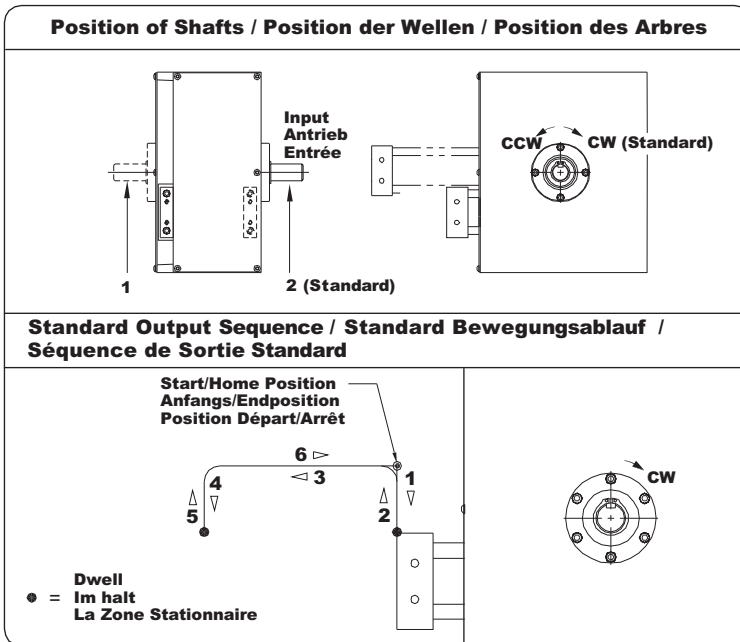 Position of Shafts / Position der Wellen / Position des Arbres
Input
Antrieb
Entrée
1
2 (Standard)
CCW
CW (Standard)
Standard Output Sequence / Standard Bewegungsablauf /
Séquence de Sortie Standard
Start/Home Position
Anfangs/Endposition
Position Départ/Arrêt
6
3
4
5
1
2
CW
Dwell
= Im halt
La Zone Stationnaire